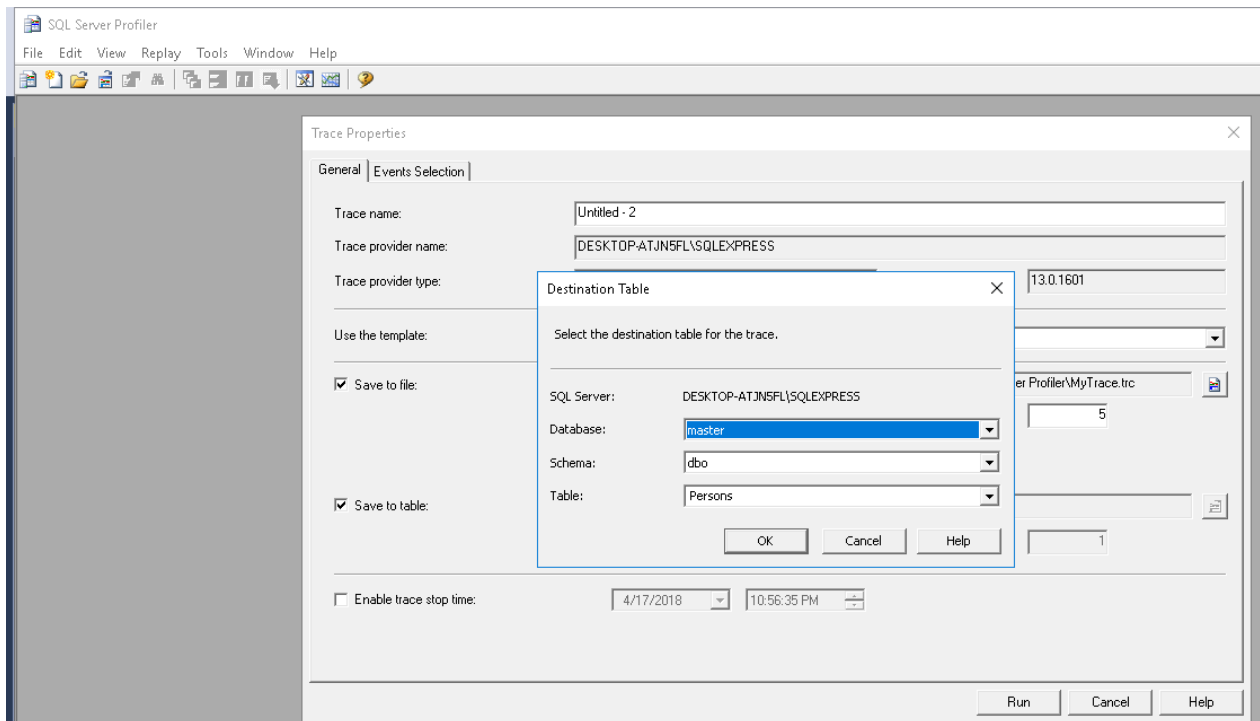 SQL Server Profiler
File Edit View Replay Tools Window Help
Trace Properties
General Events Selection
Trace name: Untitled - 2
Trace provider name: DESKTOP-ATJN5FL\SQLEXPRESS
Trace provider type: 13.0.1601
Destination Table
Select the destination table for the trace.
Use the template:
Save to file: er Profiler\MyTrace.trc
5
SQL Server: DESKTOP-ATJN5FL\SQLEXPRESS
Database: master
Schema: dbo
Table: Persons
OK Cancel Help
Save to table:
1
Enable trace stop time: 4/17/2018 10:56:35 PM
Run Cancel Help